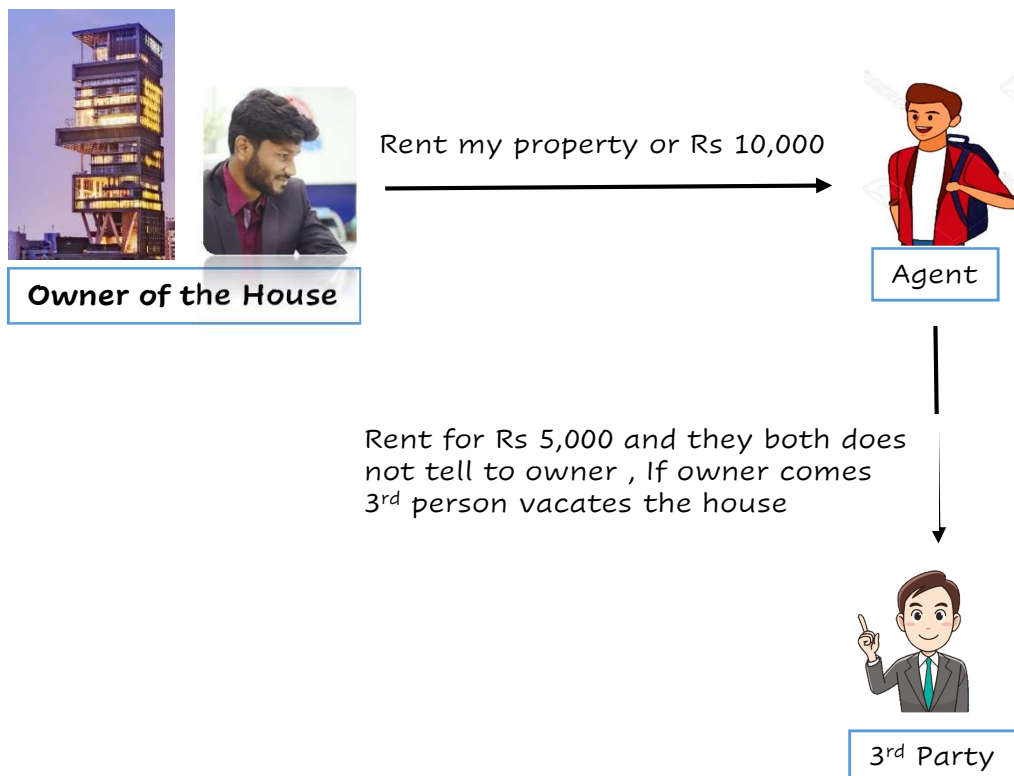 Rent my property or Rs 10,000
Owner of the House
Agent
Rent for Rs 5,000 and they both does
not tell to owner , If owner comes
3rd person vacates the house
3rd Party